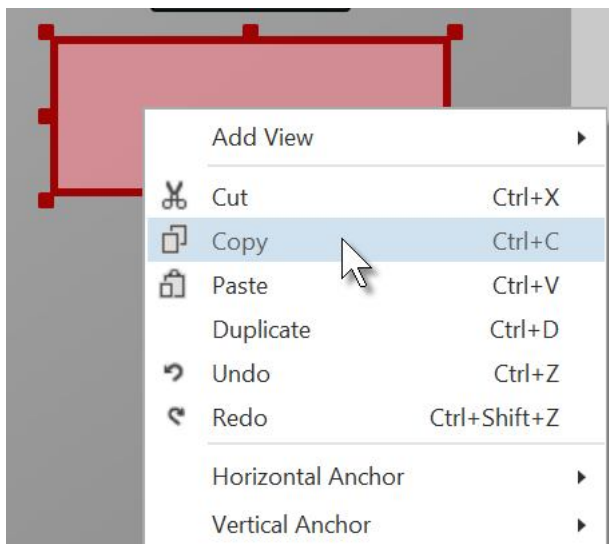 Add View
Cut Ctrl+X
Copy Ctrl+C
Paste Ctrl+V
Duplicate Ctrl+D
Undo Ctrl+Z
Redo Ctrl+Shift+Z
Horizontal Anchor
Vertical Anchor